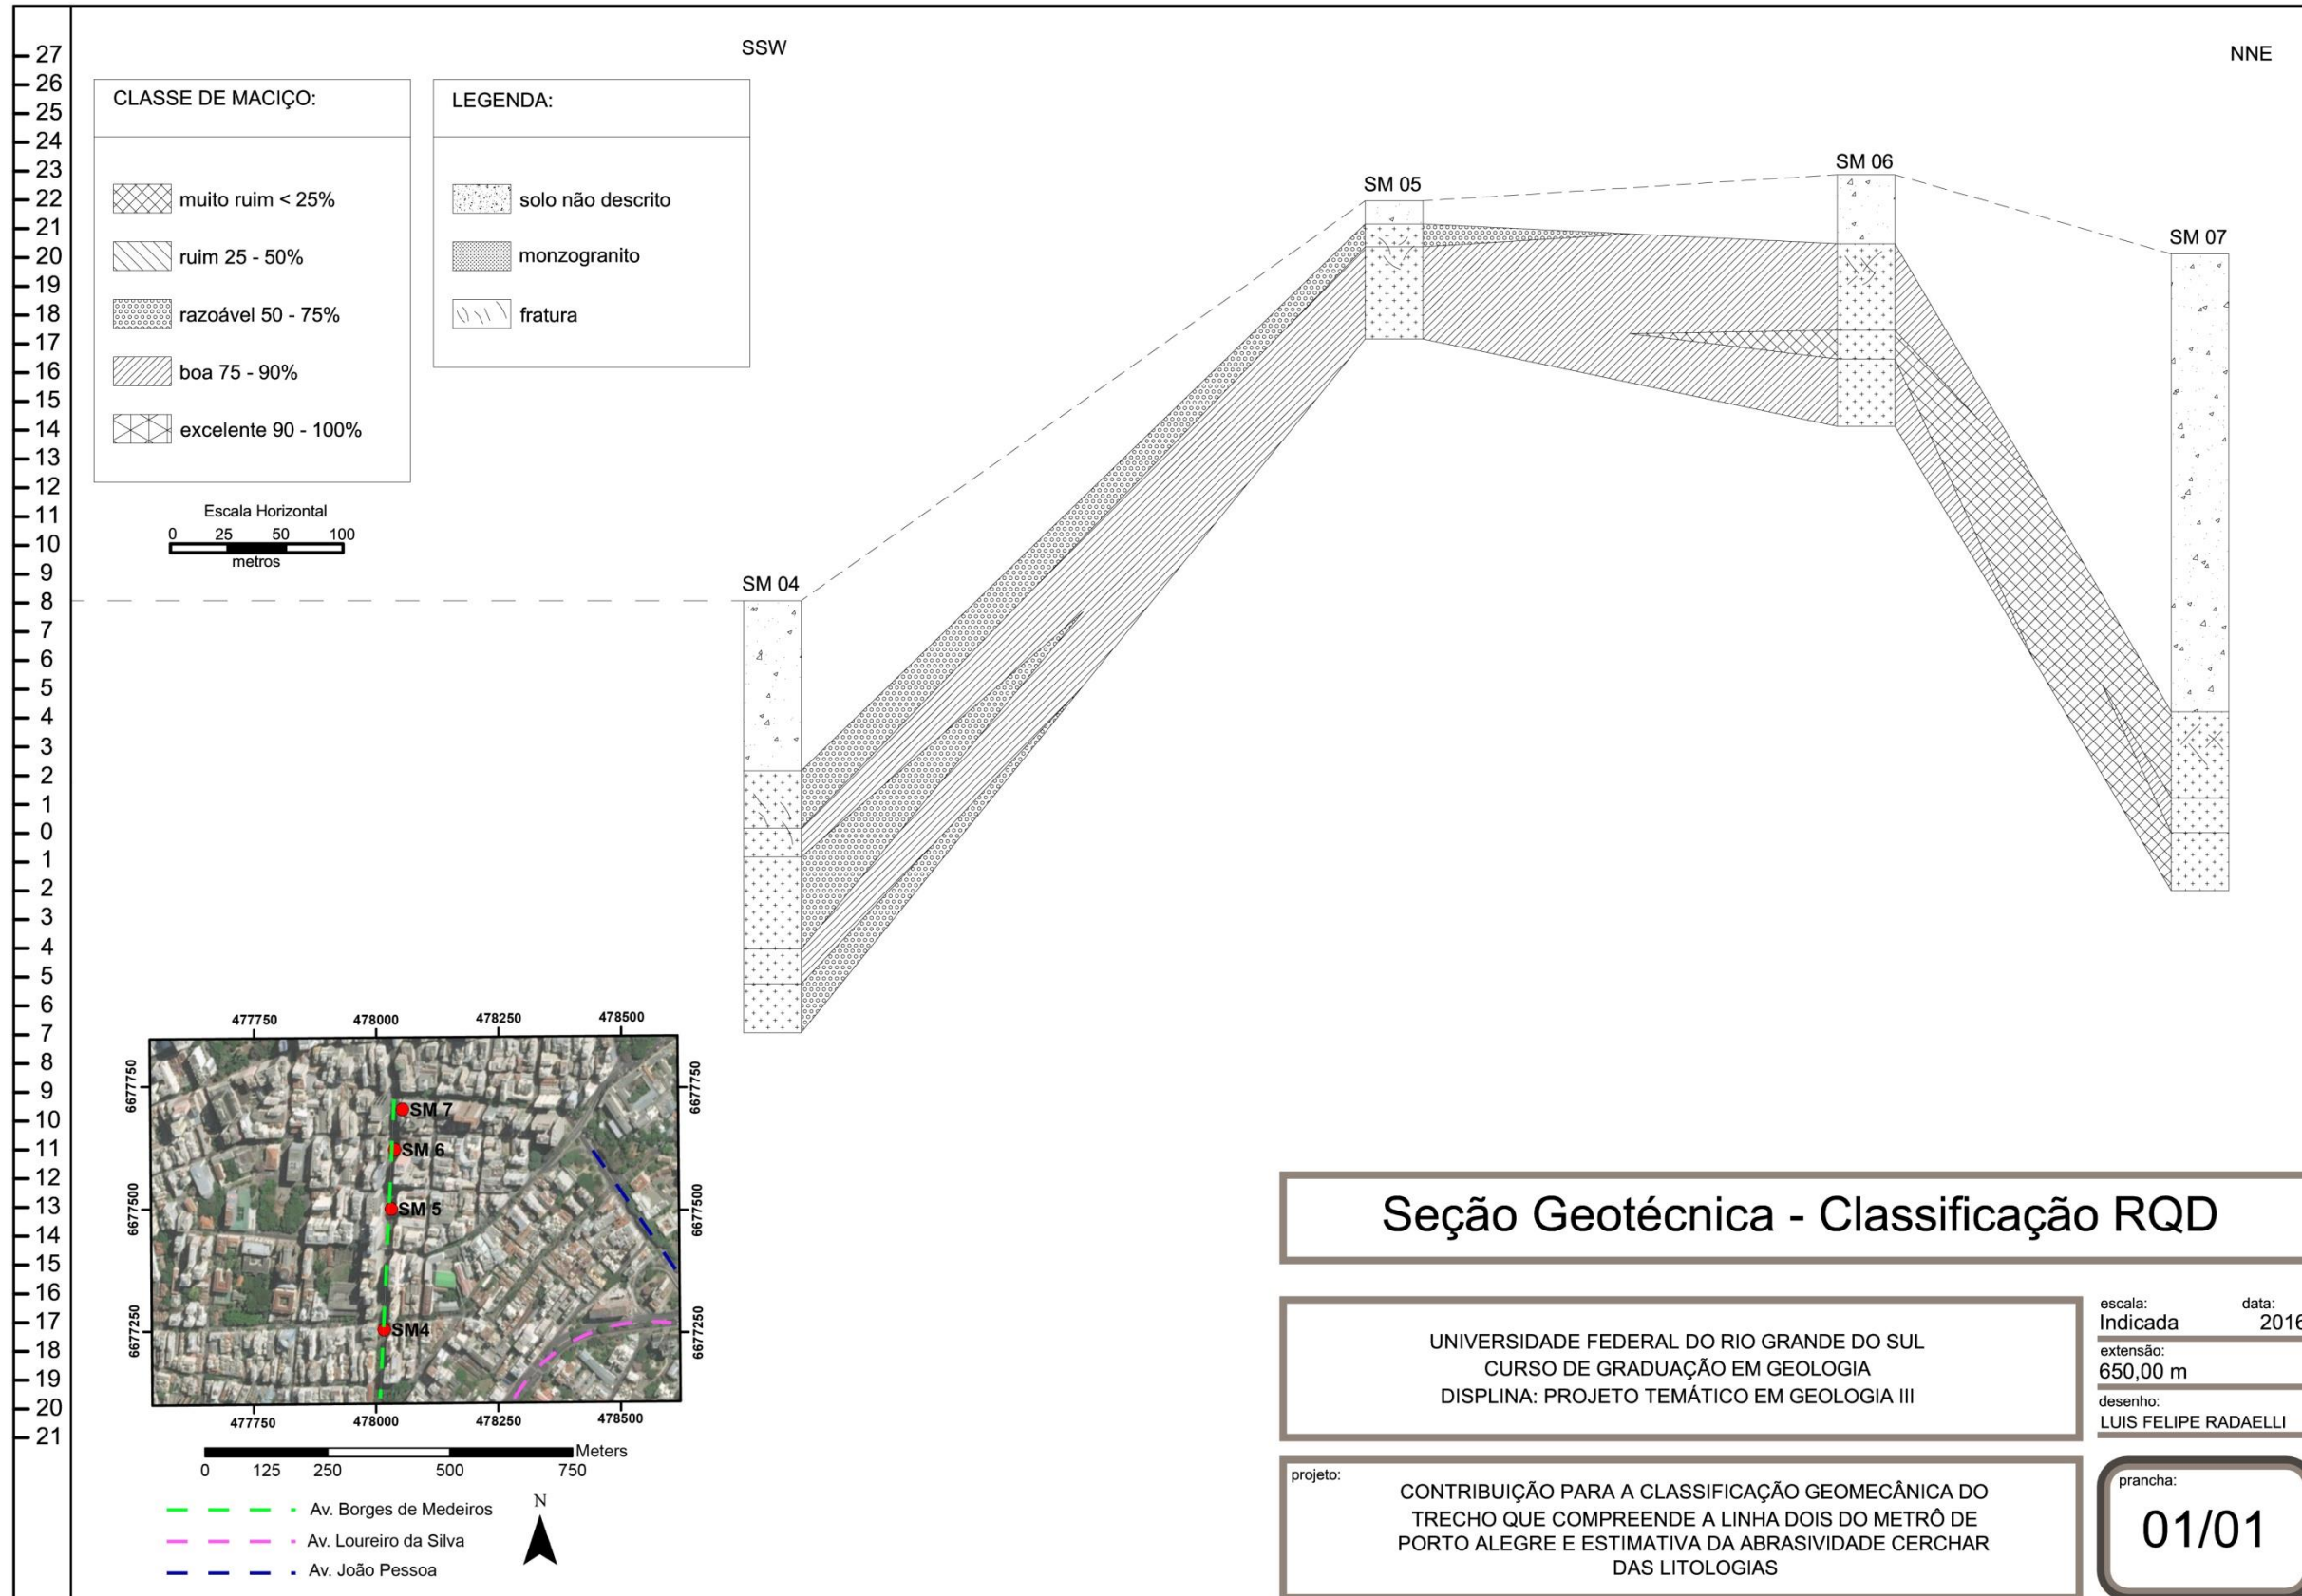 27
26
25
24
23
22
21
20
19
18
17
16
15
14
13
12
11
10
9
8
7
6
5
4
3
2
1
0
1
2
3
4
5
6
7
8
9
10
11
12
13
14
15
16
17
18
19
20
21
SSW
NNE
CLASSE DE MACIÇO:
muito ruim < 25%
ruim 25 - 50%
razoável 50 - 75%
boa 75 - 90%
excelente 90 - 100%
LEGENDA:
solo não descrito
monzogranito
fratura
Escala Horizontal
0 25 50 100
metros
SM 04
SM 05
SM 06
SM 07
477750 478000 478250 478500
6677750
6677500
6677250
6677750
6677500
6677250
SM 7
SM 6
SM 5
SM4
477750 478000 478250 478500
Meters
0 125 250 500 750
Av. Borges de Medeiros
Av. Loureiro da Silva
Av. João Pessoa
N
Seção Geotécnica - Classificação RQD
UNIVERSIDADE FEDERAL DO RIO GRANDE DO SUL
CURSO DE GRADUAÇÃO EM GEOLOGIA
DISPLINA: PROJETO TEMÁTICO EM GEOLOGIA III
escala: data:
Indicada 2016
extensão:
650,00 m
desenho:
LUIS FELIPE RADAELLI
projeto:
CONTRIBUIÇÃO PARA A CLASSIFICAÇÃO GEOMECÂNICA DO
TRECHO QUE COMPREENDE A LINHA DOIS DO METRÔ DE
PORTO ALEGRE E ESTIMATIVA DA ABRASIVIDADE CERCHAR
DAS LITOLOGIAS
prancha:
01/01